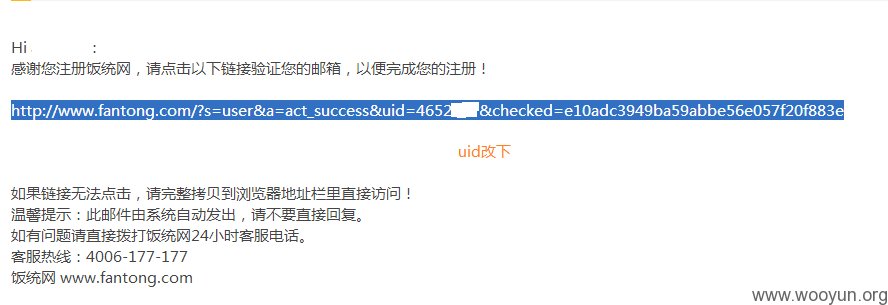 Hi :
感谢您注册饭统网，请点击以下链接验证您的邮箱，以便完成您的注册！
http://www.fantong.com/?s=user&a=act_success&uid=4652 &checked=e10adc3949ba59abbe56e057f20f883e
uid改下
如果链接无法点击，请完整拷贝到浏览器地址栏里直接访问！
温馨提示：此邮件由系统自动发出，请不要直接回复。
如有问题请直接拨打饭统网24小时客服电话。
客服热线：4006-177-177
饭统网 www.fantong.com
www.wooyun.org